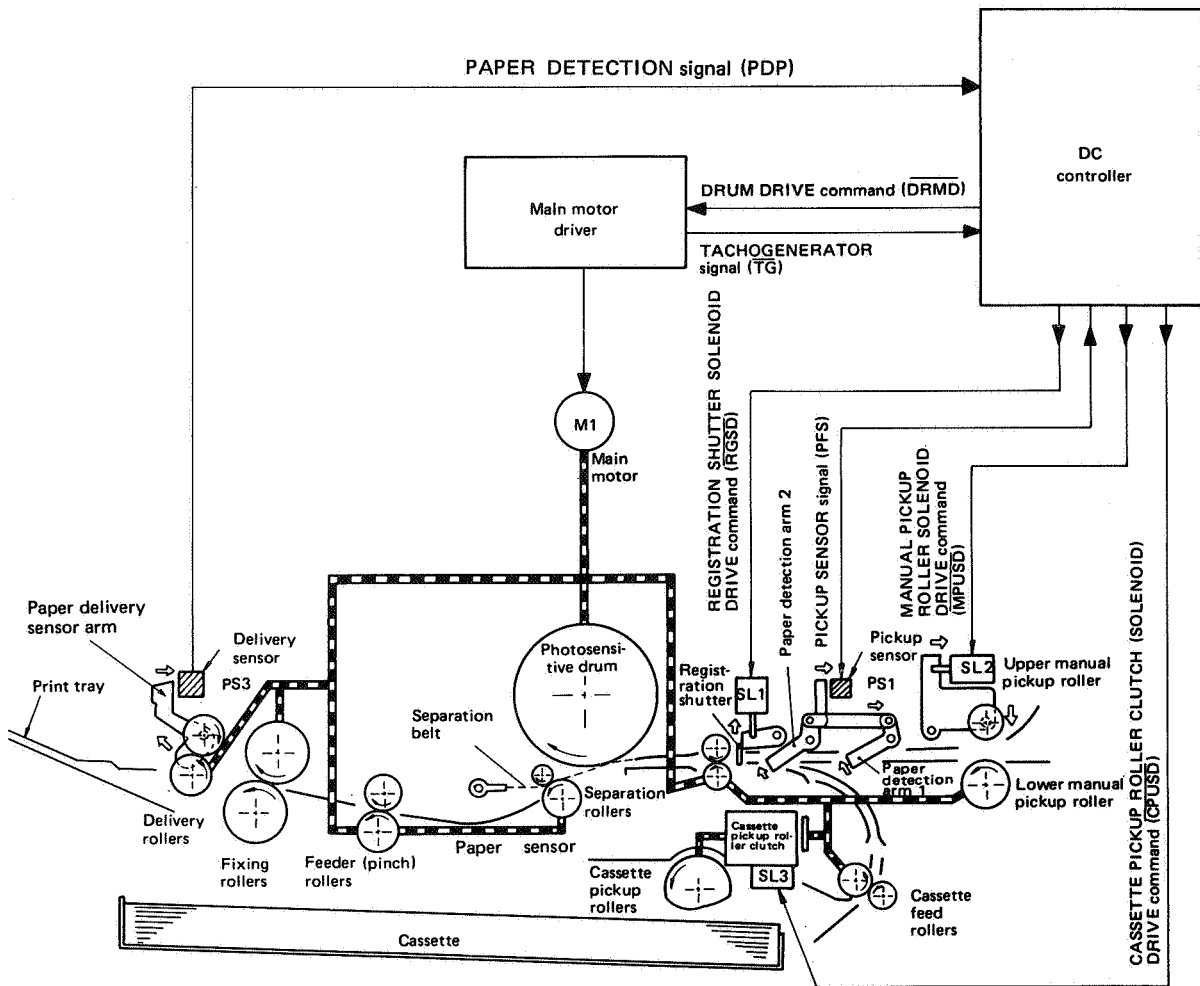 PAPER DETECTION signal (PDP)
DC
controller
Main motor
driver
DRUM DRIVE command (DRMD)
TACHOGENERATOR
signal (TG)
M1
Main
motor
REGISTRATION SHUTTER SOLENOID
DRIVE command (RGSD)
Paper detection arm 2
PICKUP SENSOR signal (PFS)
MANUAL PICKUP
ROLLER SOLENOID
DRIVE command
(MPUSD)
CASSETTE PICKUP ROLLER CLUTCH (SOLENOID)
DRIVE command (CPUSD)
Paper delivery
sensor arm
Delivery
sensor
PS3
Print tray
Photosensi-
tive drum
Regist-
ration
shutter
SL1
Pickup
sensor
PS1
SL2
Upper manual
pickup roller
Separation
belt
Separation
rollers
Paper
detection
arm 1
Lower manual
pickup roller
Delivery
rollers
Fixing
rollers
Feeder (pinch)
rollers
Paper sensor
Cassette
pickup rol-
ler clutch
SL3
Cassette
pickup
rollers
Cassette
feed
rollers
Cassette